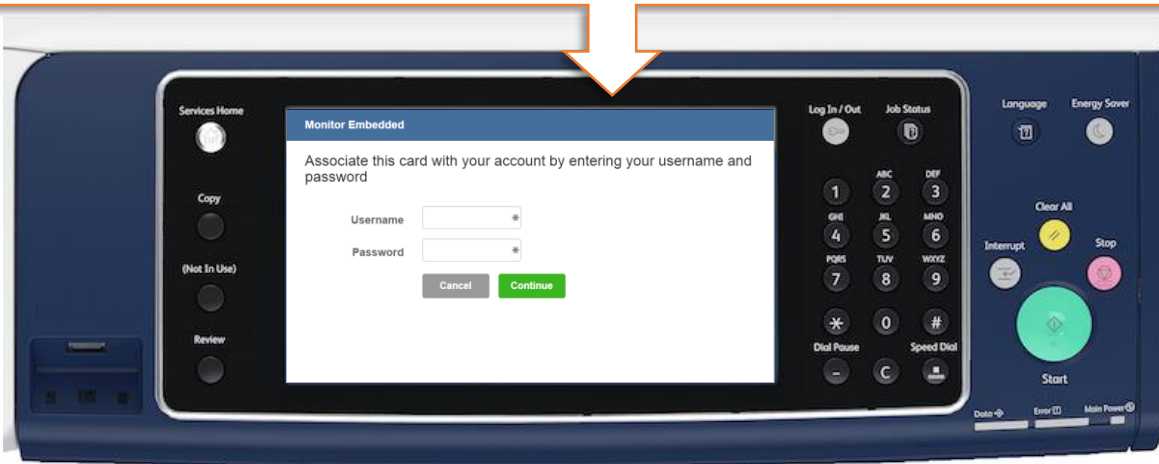 Services Home
Copy
(Not In Use)
Review
Monitor Embedded
Associate this card with your account by entering your username and
password
Username *
Password *
Cancel Continue
Log In / Out Job Status
ABC DEF
1 2 3
GHI JKL MNO
4 5 6
PQRS TUV WXYZ
7 8 9
* 0 #
Dial Pause Speed Dial
- C
Language Energy Saver
Clear All
Interrupt Stop
Start
Data Error Main Power